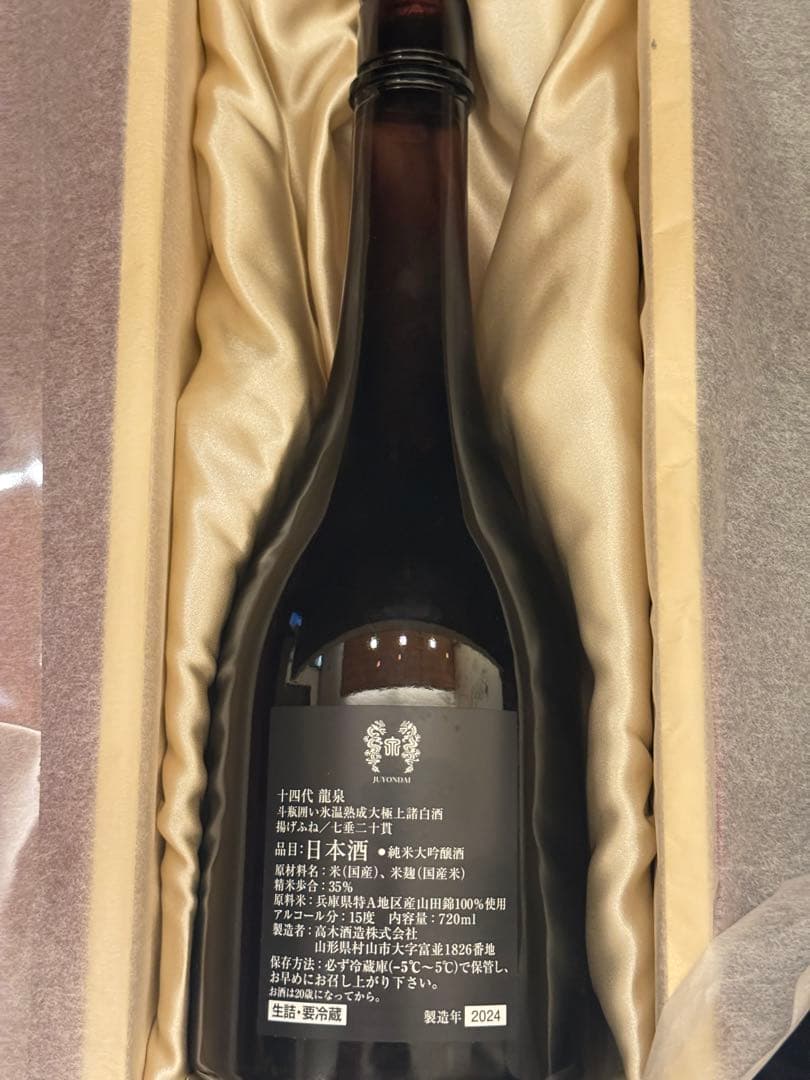 泉
JUYONDAI
十四代 龍泉
斗瓶囲い氷温熟成大極上諸白酒
揚げふね／七垂二十貫
品目:日本酒 ●純米大吟醸酒
原材料名:米(国産)、米麹(国産米)
精米歩合:35%
原料米:兵庫県特A地区産山田錦100%使用
アルコール分:15度 内容量:720ml
製造者:高木酒造株式会社
山形県村山市大字富並1826番地
保存方法:必ず冷蔵庫(−5℃〜5℃)で保管し、
お早めにお召し上がり下さい。
お酒は20歳になってから。
生詰・要冷蔵 製造年 2024